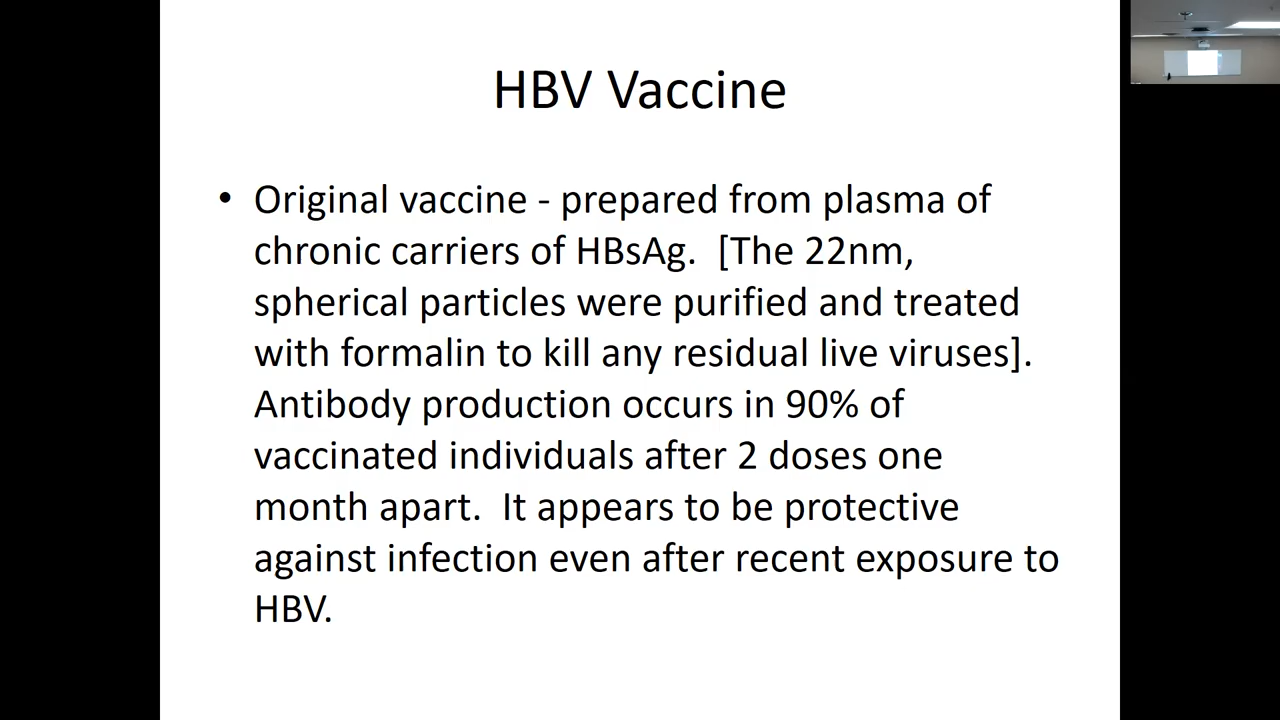 HBV Vaccine
• Original vaccine - prepared from plasma of
chronic carriers of HBsAg.  [The 22nm,
spherical particles were purified and treated
with formalin to kill any residual live viruses].
Antibody production occurs in 90% of
vaccinated individuals after 2 doses one
month apart.  It appears to be protective
against infection even after recent exposure to
HBV.